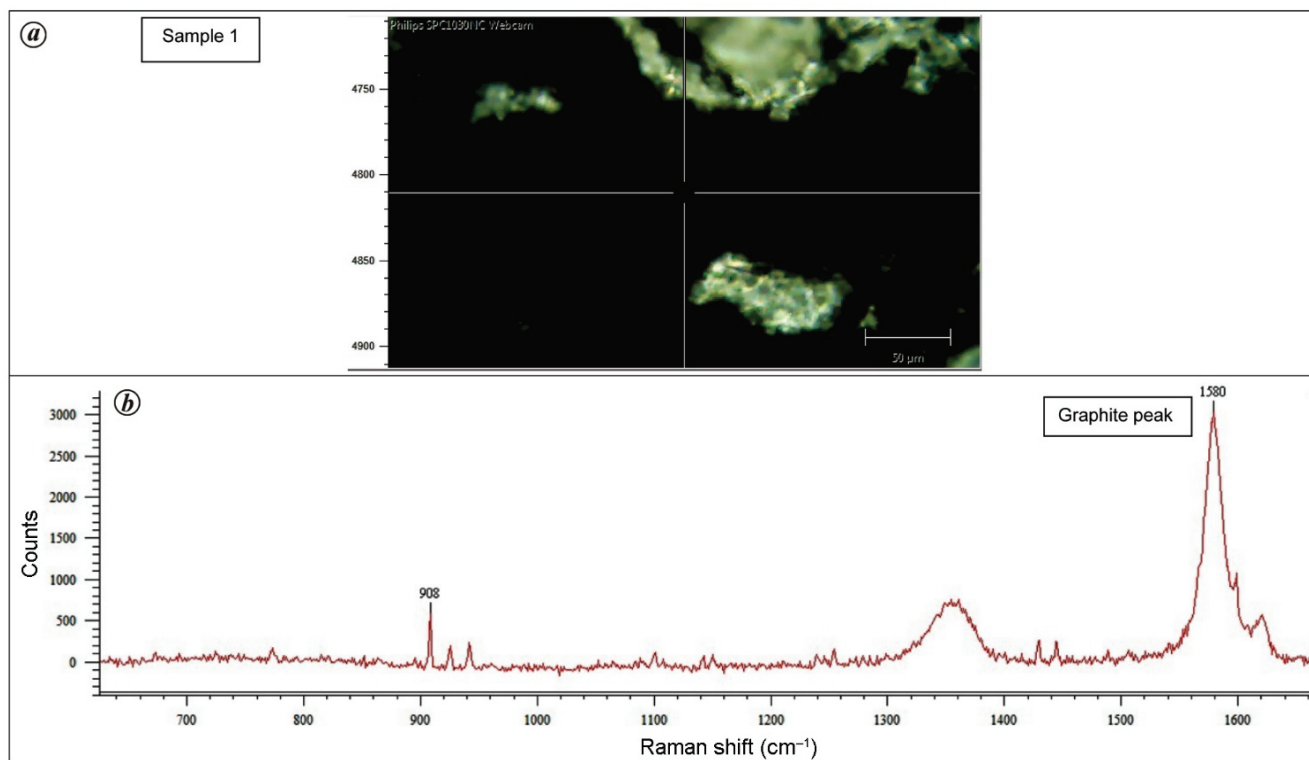 a
Sample 1
Philips SPC1030NC Webcam
4750
4800
4850
4900
50 µm
b
1580
Graphite peak
3000
2500
2000
1500
1000
500
0
908
Counts
700 800 900 1000 1100 1200 1300 1400 1500 1600
Raman shift (cm⁻¹)